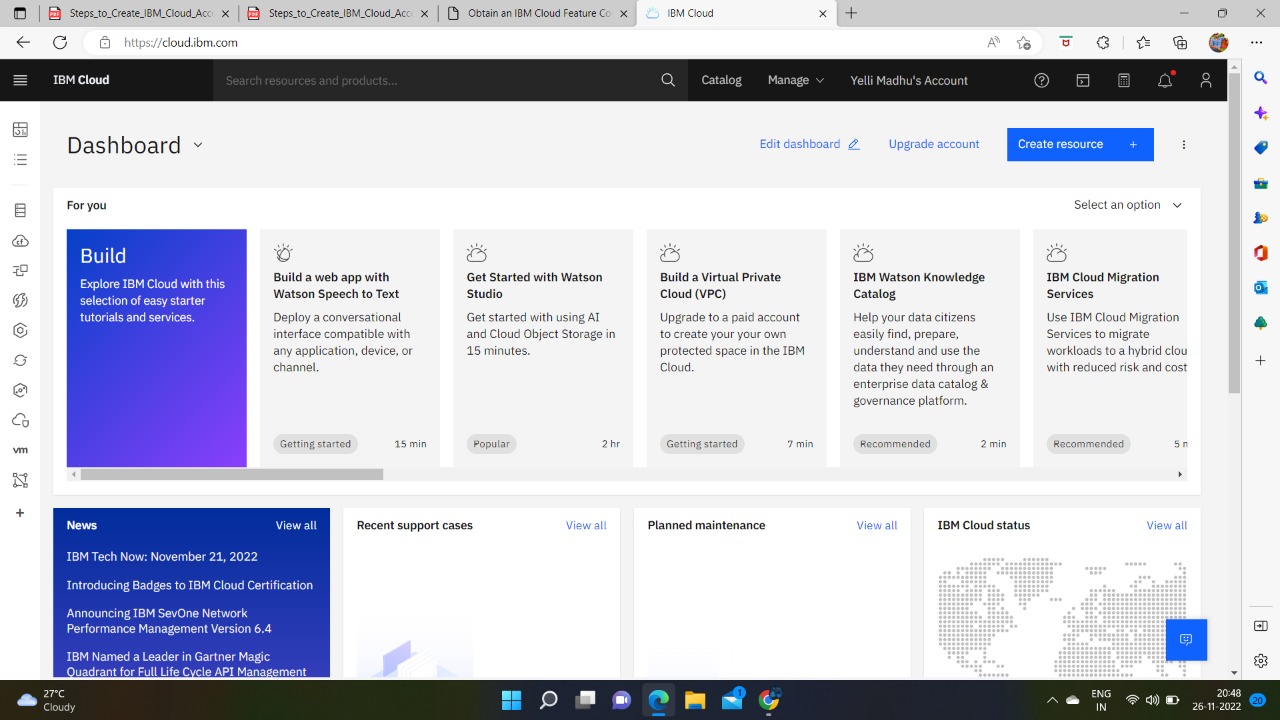 Steps_to_Create_IBM_Cloud_Acc
Steps_to_Create_IBM_Cloud_Acc
Obtain an IBM Cloud Feature Co
IBM Cloud
https://cloud.ibm.com
IBM Cloud
Search resources and products...
Catalog
Manage
Yelli Madhu's Account
Dashboard
Edit dashboard
Upgrade account
Create resource +
For you
Select an option
Build
Explore IBM Cloud with this
selection of easy starter
tutorials and services.
Build a web app with
Watson Speech to Text
Deploy a conversational
interface compatible with
any application, device, or
channel.
Getting started
15 min
Get Started with Watson
Studio
Get started with using AI
and Cloud Object Storage in
15 minutes.
Popular
2 hr
Build a Virtual Private
Cloud (VPC)
Upgrade to a paid account
to create your your own
protected space in the IBM
Cloud.
Getting started
7 min
IBM Watson Knowledge
Catalog
Help your data citizens
easily find, prepare,
understand and use the
data they need through an
enterprise data catalog &
governance platform.
Recommended
2 min
IBM Cloud Migration
Services
Use IBM Cloud Migration
Services to migrate
workloads to a hybrid clou
with reduced risk and cost
Recommended
5 m
vm
News
View all
IBM Tech Now: November 21, 2022
Introducing Badges to IBM Cloud Certification
Announcing IBM SevOne Network
Performance Management Version 6.4
IBM Named a Leader in Gartner Magic
Quadrant for Full Life Cycle API Management
Recent support cases
View all
Planned maintenance
View all
IBM Cloud status
View all
27°C
Cloudy
1
ENG
IN
20:48
26-11-2022
20